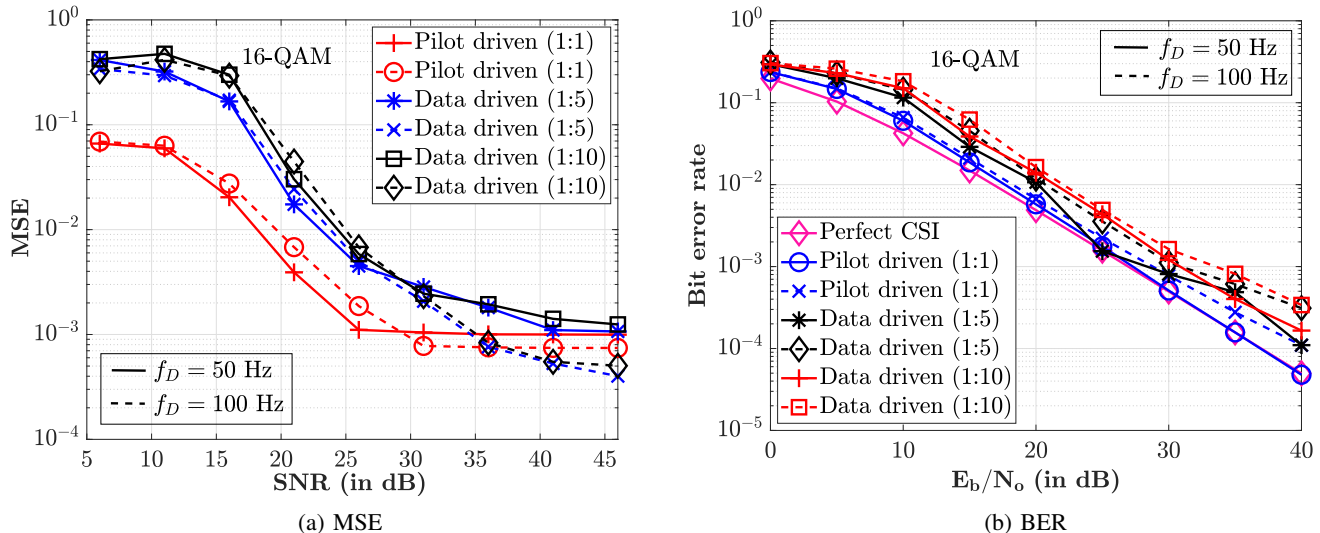 10^0
10^-1
10^-2
10^-3
10^-4
MSE
16-QAM
Pilot driven (1:1)
Pilot driven (1:1)
Data driven (1:5)
Data driven (1:5)
Data driven (1:10)
Data driven (1:10)
f_D = 50 Hz
f_D = 100 Hz
5 10 15 20 25 30 35 40 45
SNR (in dB)
(a) MSE
10^0
10^-1
10^-2
10^-3
10^-4
10^-5
Bit error rate
16-QAM
f_D = 50 Hz
f_D = 100 Hz
Perfect CSI
Pilot driven (1:1)
Pilot driven (1:1)
Data driven (1:5)
Data driven (1:5)
Data driven (1:10)
Data driven (1:10)
0 5 10 15 20 25 30 35 40
E_b/N_o (in dB)
(b) BER